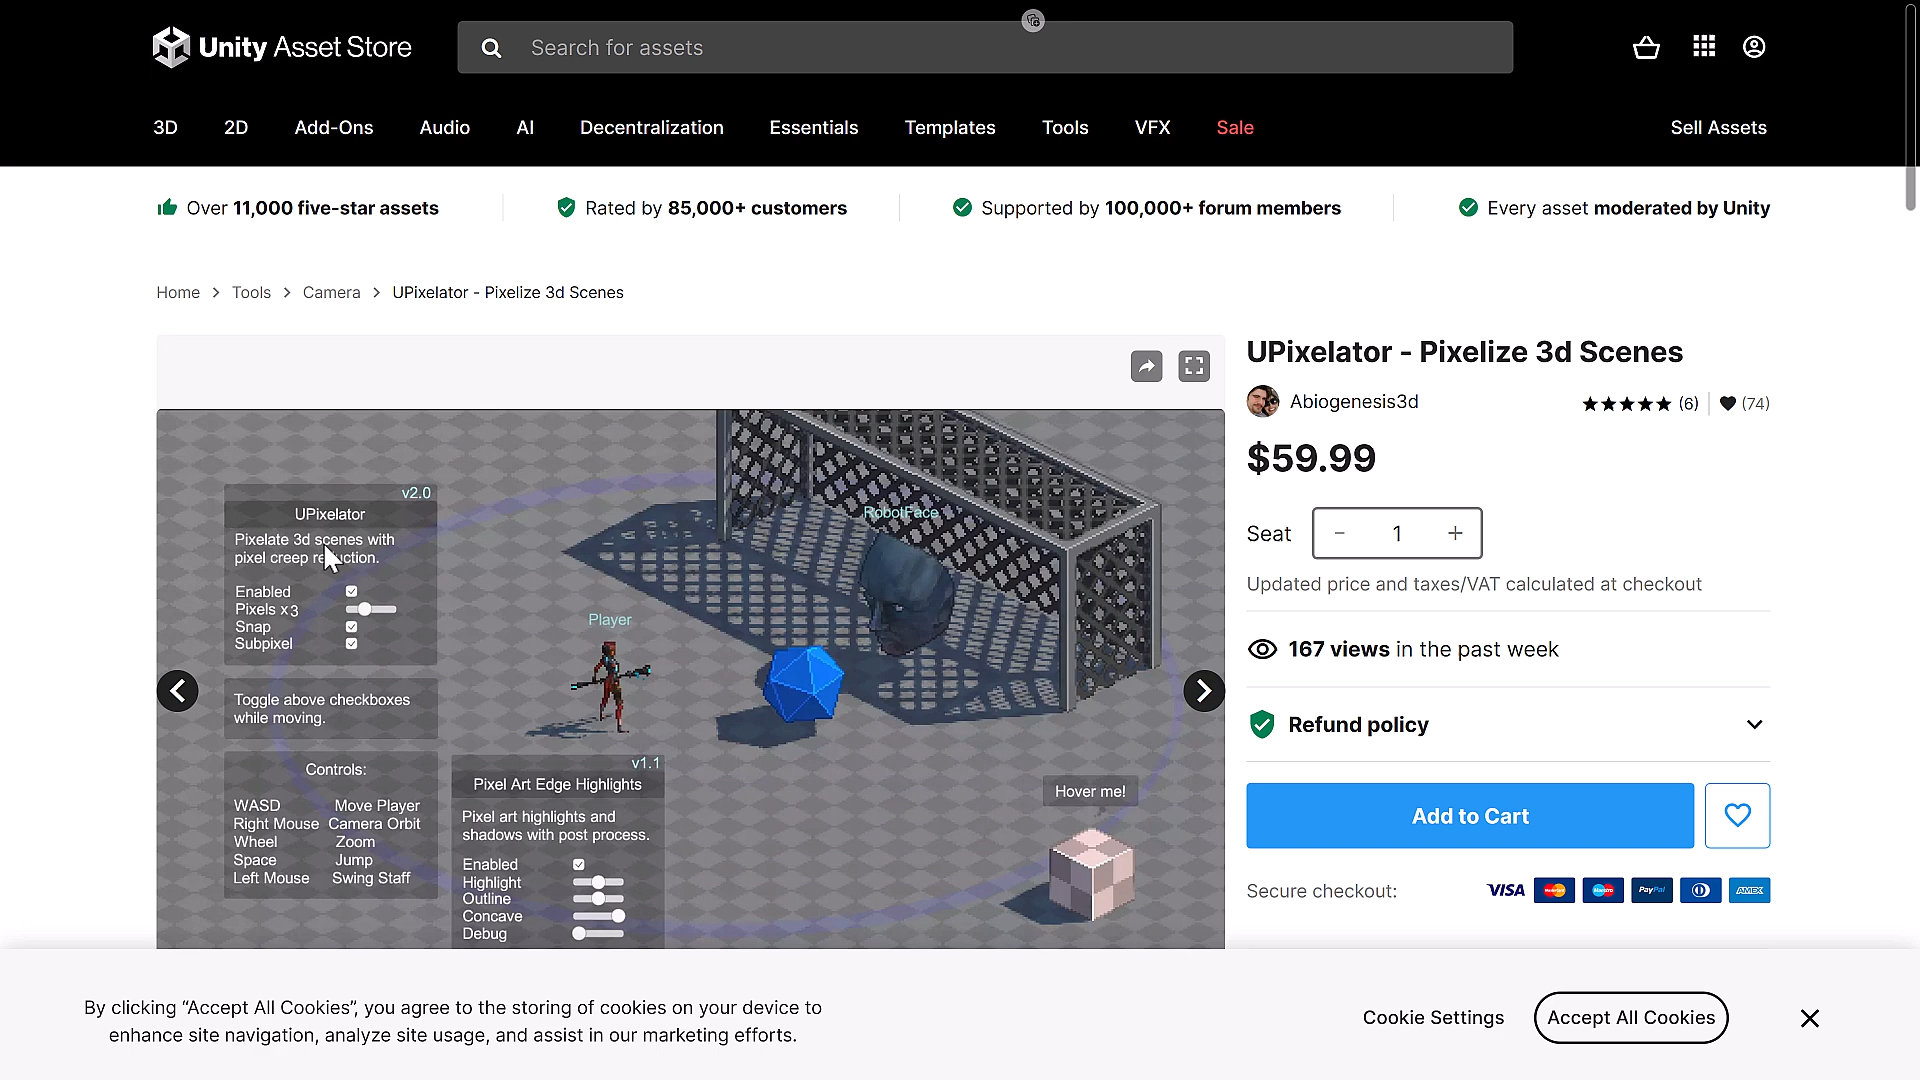 Unity Asset Store
Search for assets
3D 2D Add-Ons Audio AI Decentralization Essentials Templates Tools VFX Sale Sell Assets
Over 11,000 five-star assets
Rated by 85,000+ customers
Supported by 100,000+ forum members
Every asset moderated by Unity
Home > Tools > Camera > UPixelator - Pixelize 3d Scenes
UPixelator - Pixelize 3d Scenes
Abiogenesis3d
(6) (74)
$59.99
Seat - 1 +
Updated price and taxes/VAT calculated at checkout
167 views in the past week
Refund policy
Add to Cart
Secure checkout: VISA Mastercard Maestro PayPal AMEX
v2.0
UPixelator
Pixelate 3d scenes with
pixel creep reduction.
Enabled
Pixels x3
Snap
Subpixel
Toggle above checkboxes
while moving.
Controls:
WASD Move Player
Right Mouse Camera Orbit
Wheel Zoom
Space Jump
Left Mouse Swing Staff
v1.1
Pixel Art Edge Highlights
Pixel art highlights and
shadows with post process.
Enabled
Highlight
Outline
Concave
Debug
Player
RobotFace
Hover me!
By clicking “Accept All Cookies”, you agree to the storing of cookies on your device to
enhance site navigation, analyze site usage, and assist in our marketing efforts.
Cookie Settings
Accept All Cookies